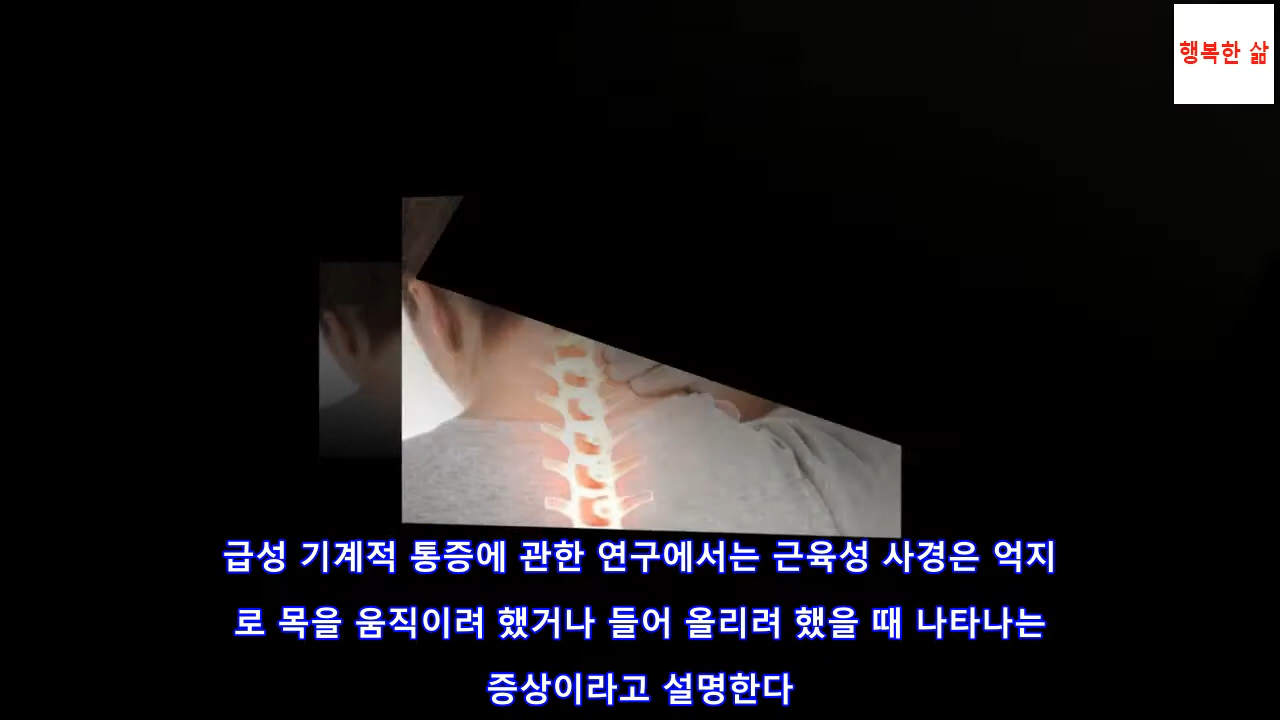 행복한 삶
급성 기계적 통증에 관한 연구에서는 근육성 사경은 억지
로 목을 움직이려 했거나 들어 올리려 했을 때 나타나는
증상이라고 설명한다